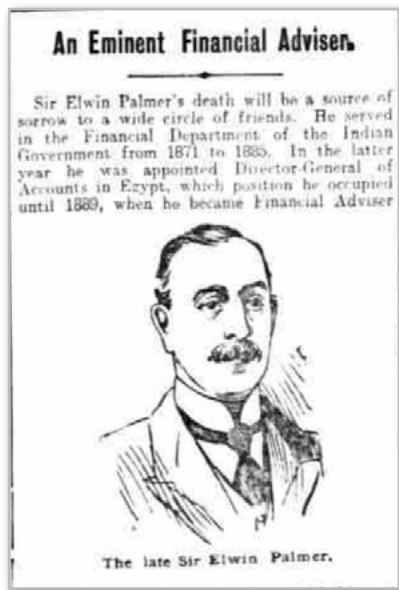 An Eminent Financial Adviser.
Sir Elwin Palmer's death will be a source of
sorrow to a wide circle of friends. He served
in the Financial Department of the Indian
Government from 1871 to 1885. In the latter
year he was appointed Director-General of
Accounts in Egypt, which position he occupied
until 1889, when he became Financial Adviser
The late Sir Elwin Palmer.